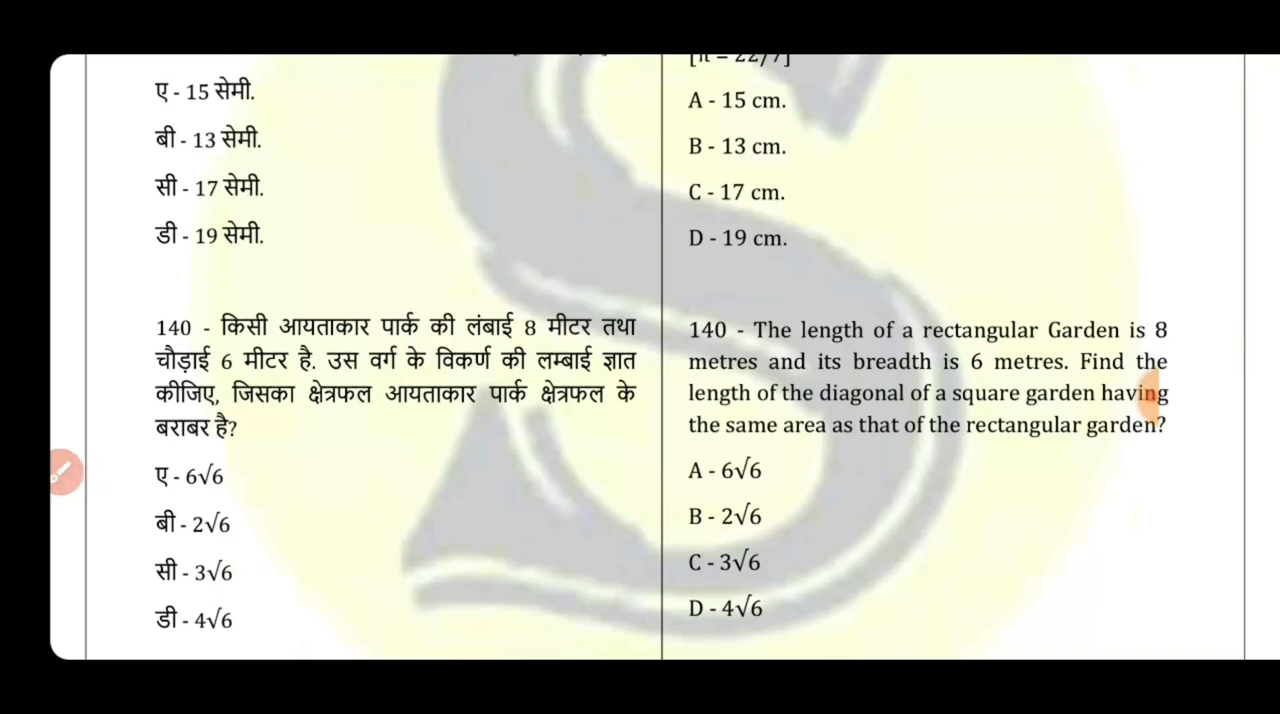 ए - 15 सेमी.
बी - 13 सेमी.
सी - 17 सेमी.
डी - 19 सेमी.
140 - किसी आयताकार पार्क की लंबाई 8 मीटर तथा
चौड़ाई 6 मीटर है. उस वर्ग के विकर्ण की लम्बाई ज्ञात
कीजिए, जिसका क्षेत्रफल आयताकार पार्क क्षेत्रफल के
बराबर है?
ए - 6√6
बी - 2√6
सी - 3√6
डी - 4√6
[π = 22/7]
A - 15 cm.
B - 13 cm.
C - 17 cm.
D - 19 cm.
140 - The length of a rectangular Garden is 8
metres and its breadth is 6 metres. Find the
length of the diagonal of a square garden having
the same area as that of the rectangular garden?
A - 6√6
B - 2√6
C - 3√6
D - 4√6